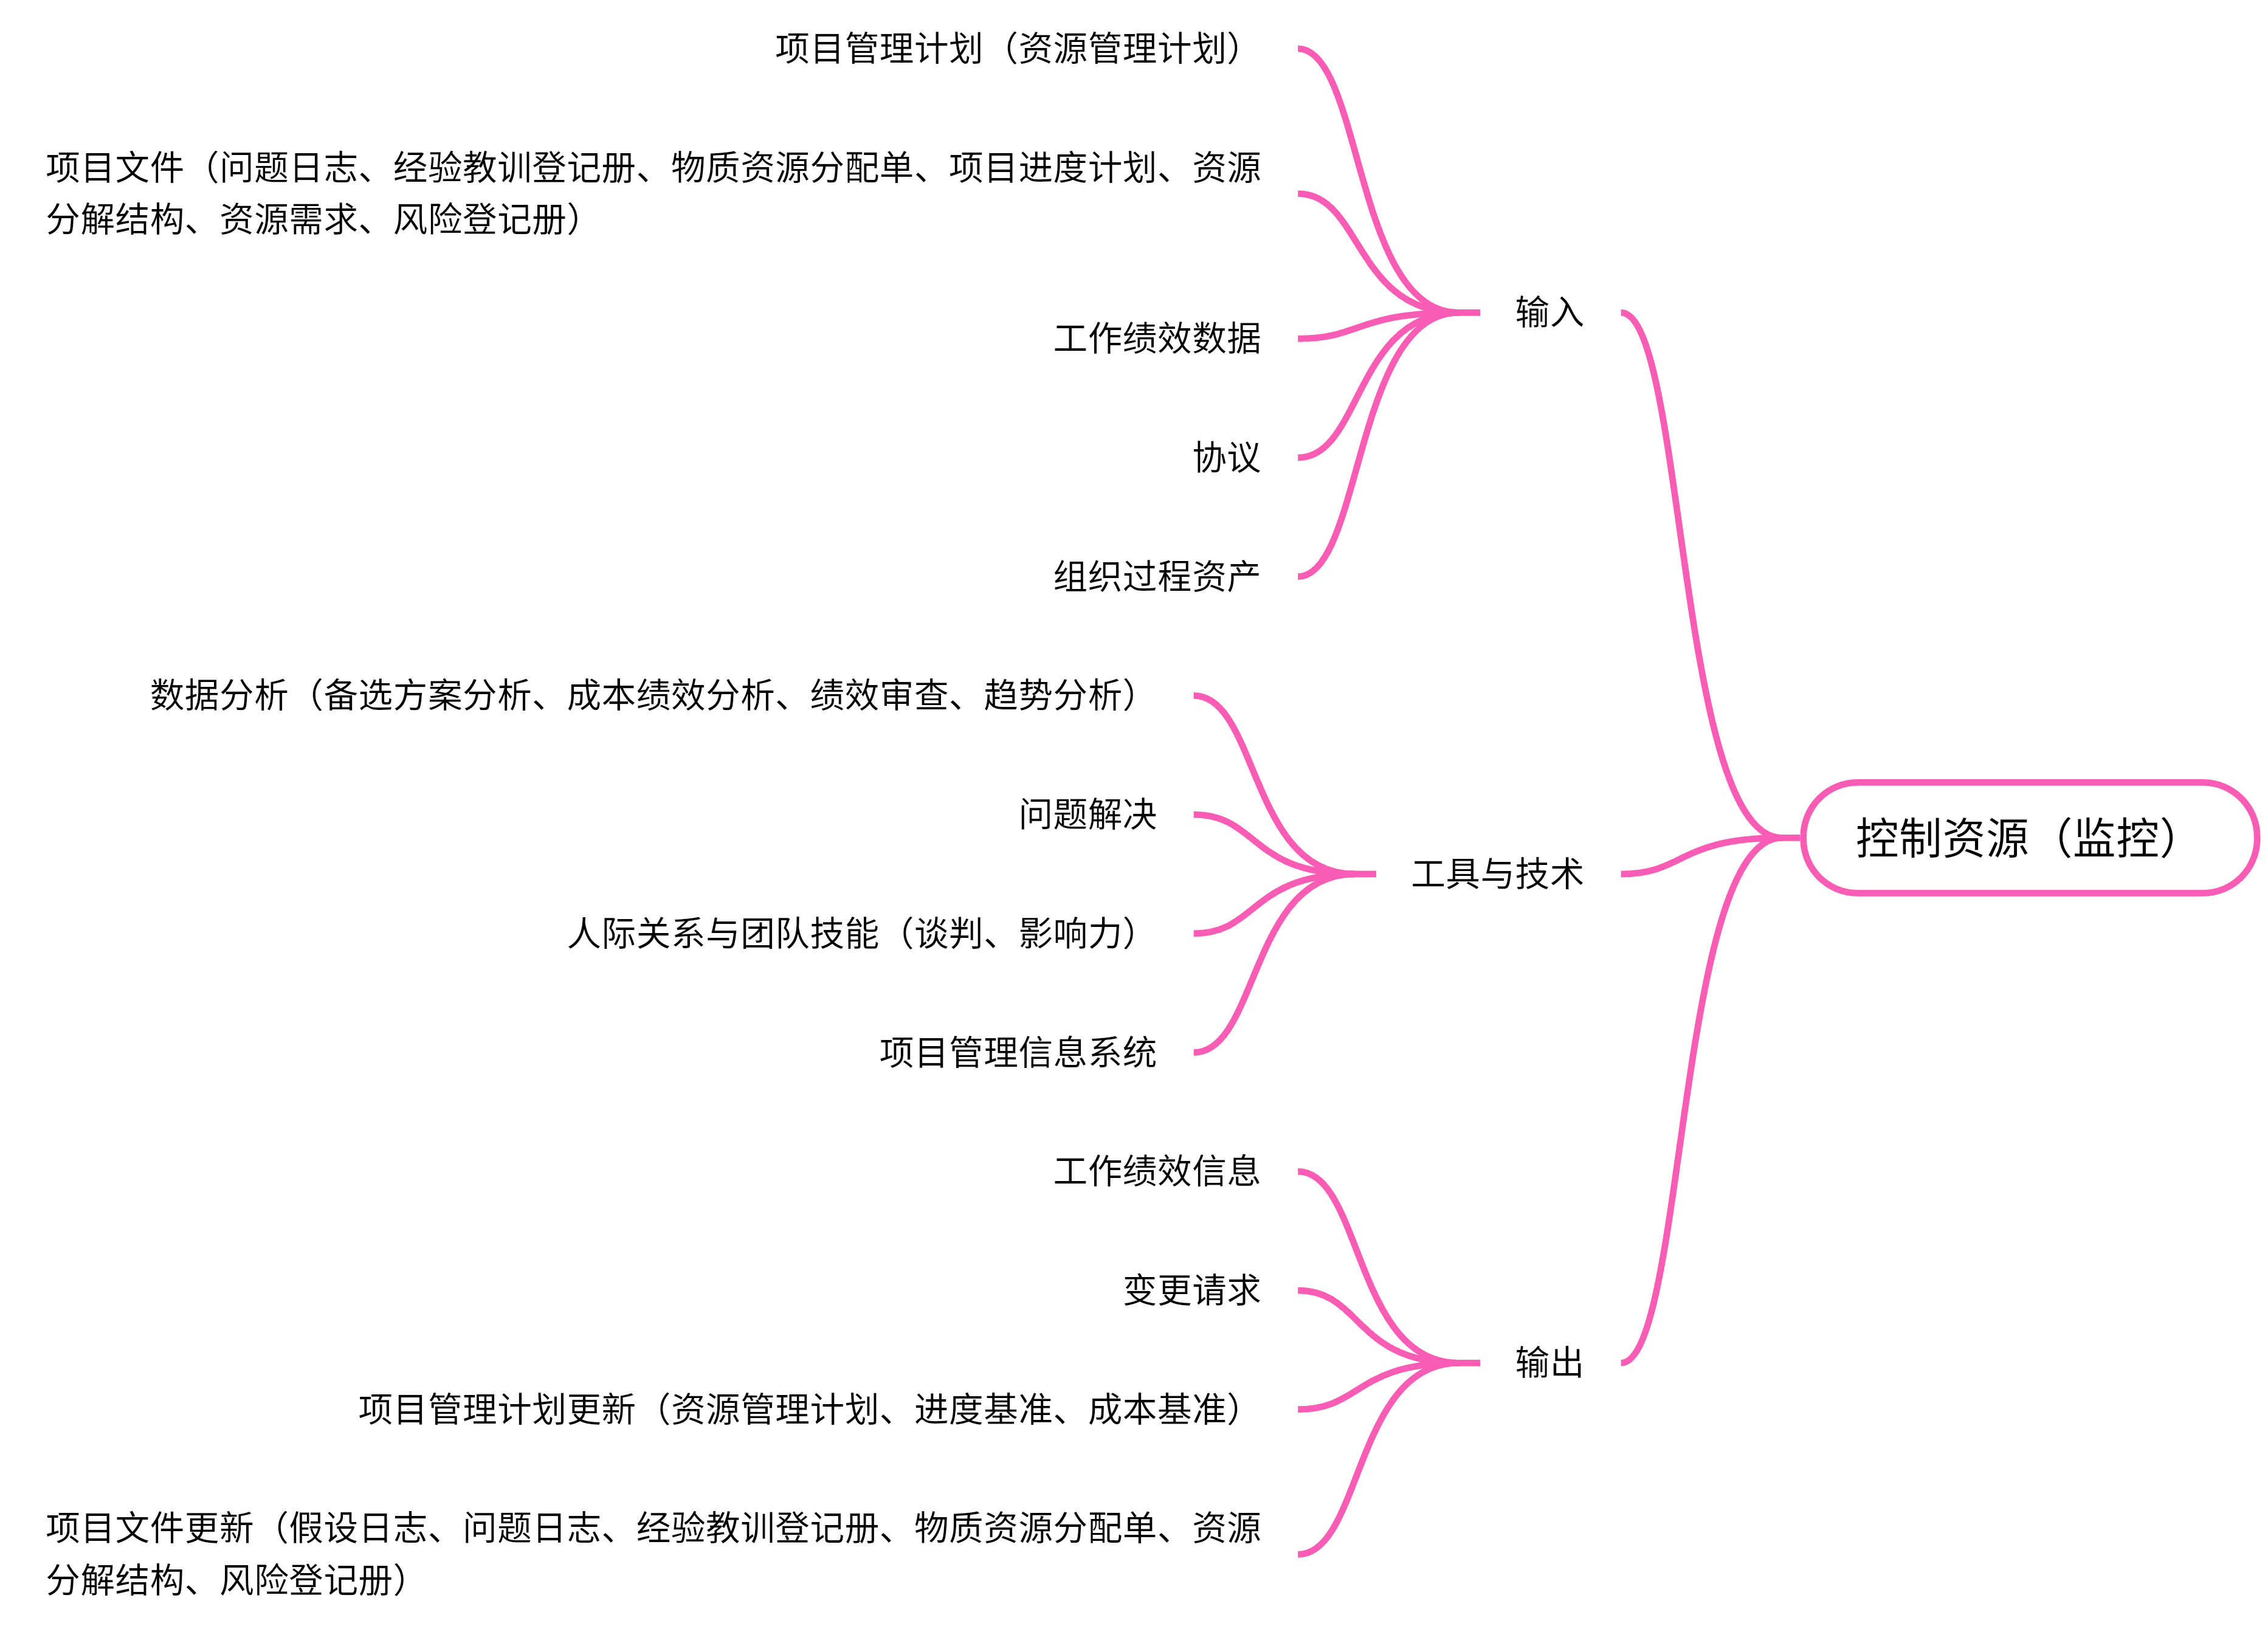 项目管理计划（资源管理计划）
项目文件（问题日志、经验教训登记册、物质资源分配单、项目进度计划、资源
分解结构、资源需求、风险登记册）
工作绩效数据
协议
组织过程资产
输入
数据分析（备选方案分析、成本绩效分析、绩效审查、趋势分析）
问题解决
人际关系与团队技能（谈判、影响力）
项目管理信息系统
工具与技术
控制资源（监控）
工作绩效信息
变更请求
项目管理计划更新（资源管理计划、进度基准、成本基准）
项目文件更新（假设日志、问题日志、经验教训登记册、物质资源分配单、资源
分解结构、风险登记册）
输出